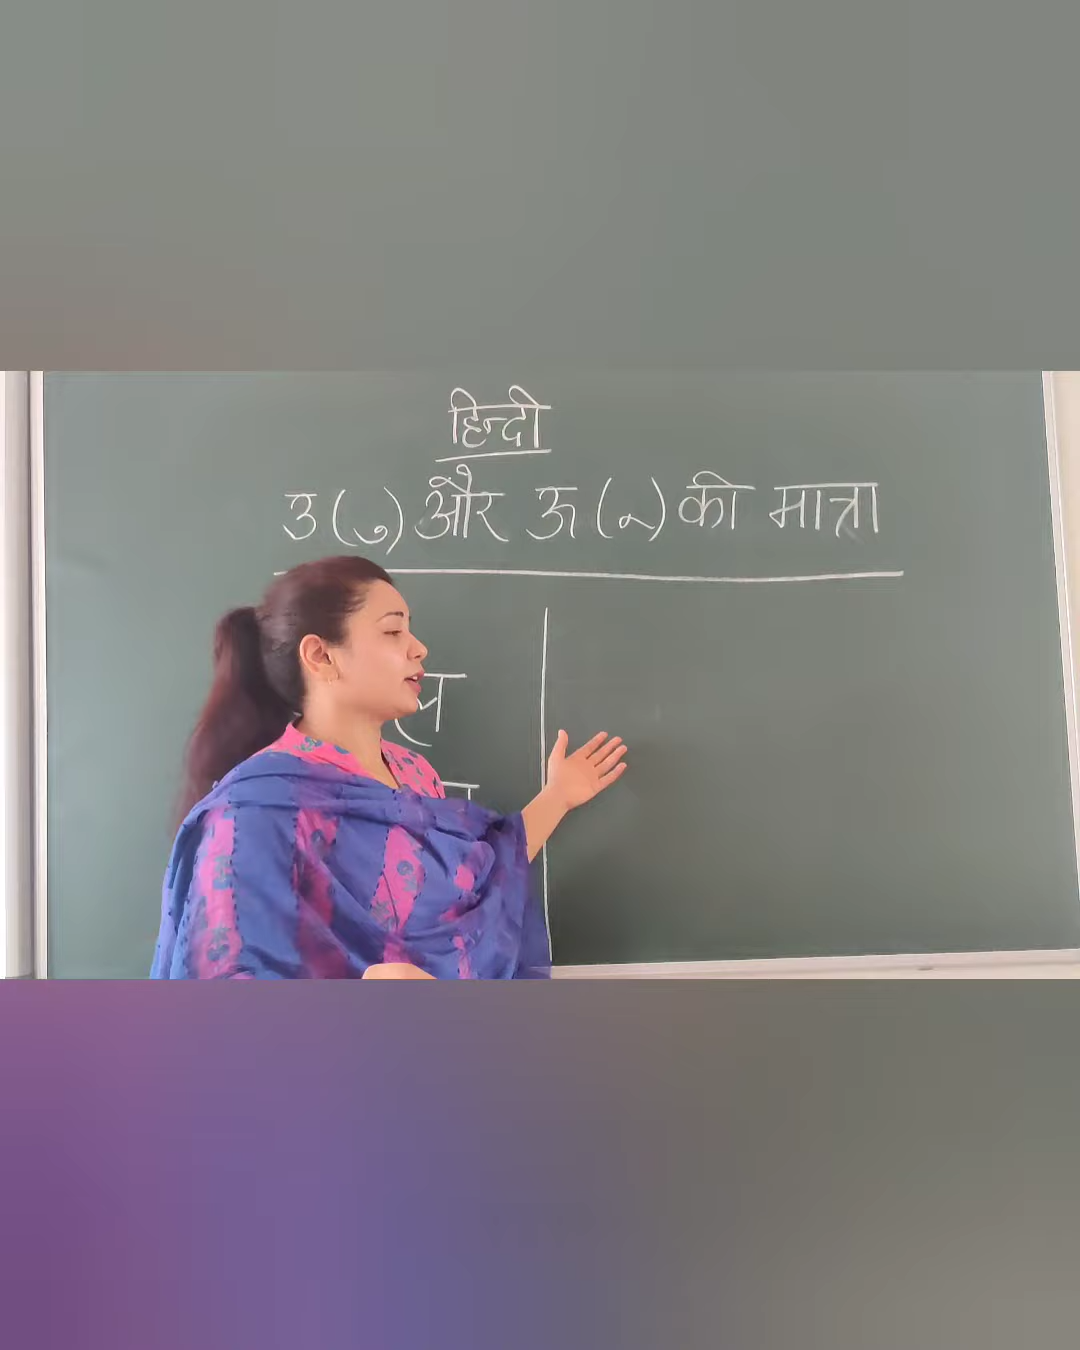 हिन्दी
उ ( ु) और ऊ ( ू) की मात्रा